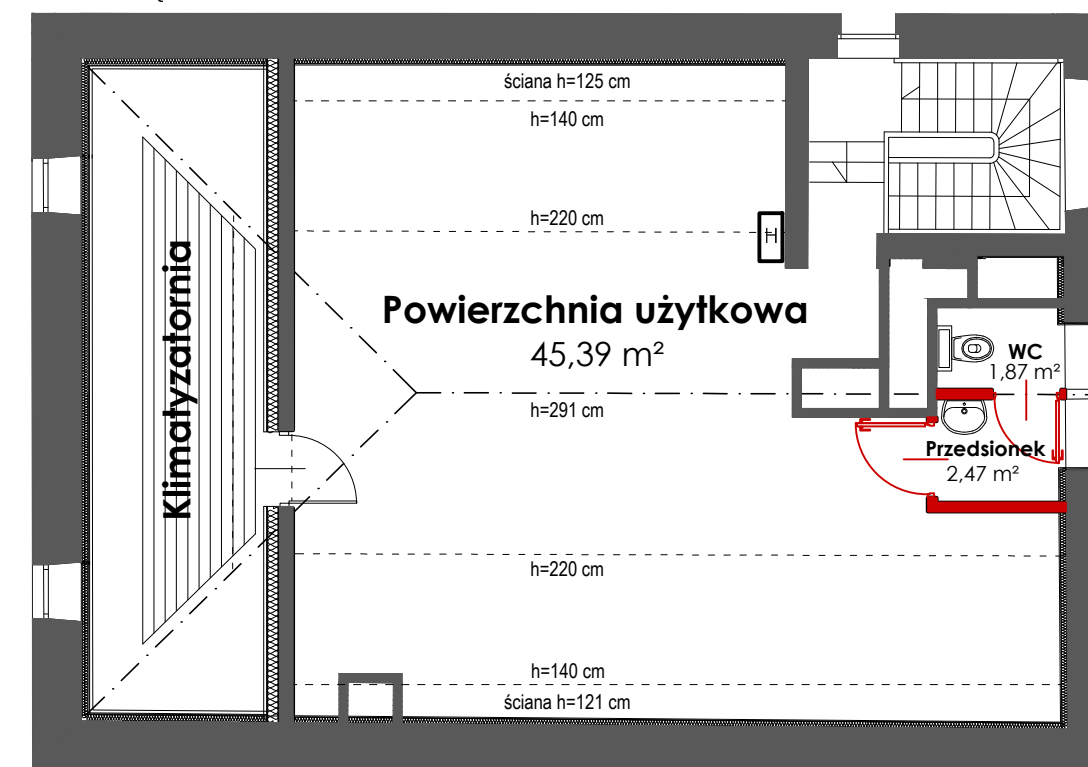 ściana h=125 cm
h=140 cm
h=220 cm
H
Powierzchnia użytkowa
45,39 m²
Klimatyzatornia
WC
1,87 m²
h=291 cm
Przedsionek
2,47 m²
h=220 cm
h=140 cm
ściana h=121 cm